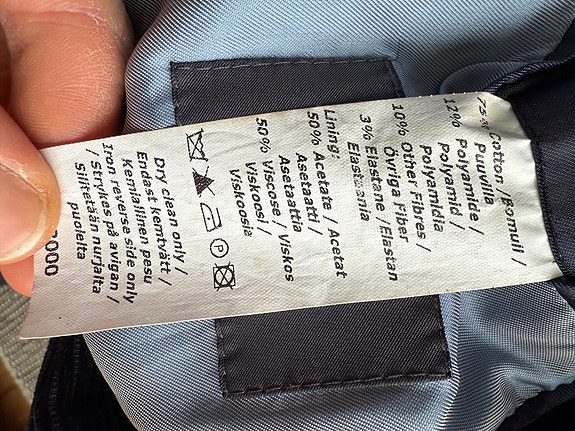 75% Cotton / Bomull /
Puuvilla
12% Polyamide /
Polyamid /
Polyamidia
10% Other Fibres
Övriga Fiber
3% Elastane / Elastan
Elastaania
Lining:
50% Acetate / Acetat
Asetaatti /
Asetaattia
50% Viscose / Viskos
Viskoosi /
Viskoosia
P
Dry clean only /
Endast kemtvätt /
Kemiallinen pesu
Iron reverse side only
/ Strykes på avigan /
Silitetään nurjalta
puolelta